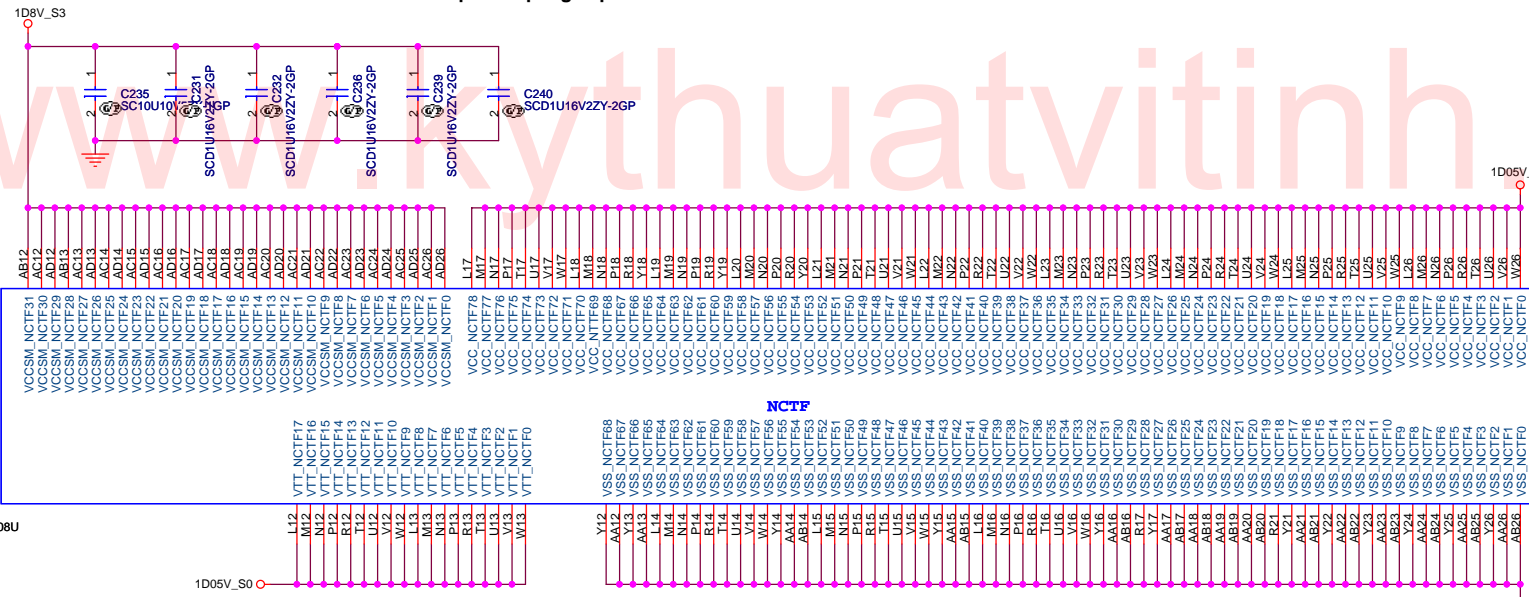 1D8V_S3
www.kythuatvitinh.
1 1 1 1 1 1
C235
SC10U10V
C231
SCD1U16V2ZY-2GP
C232
SCD1U16V2ZY-2GP
C236
SCD1U16V2ZY-2GP
C239
SCD1U16V2ZY-2GP
C240
SCD1U16V2ZY-2GP
2 2 2 2 2 2
1D05V_
AB12 AC12 AD12 AB13 AC13 AD13 AC14 AD14 AC15 AD15 AC16 AD16 AC17 AD17 AC18 AD18 AC19 AD19 AC20 AD20 AC21 AD21 AC22 AD22 AC23 AD23 AC24 AD24 AC25 AD25 AC26 AD26
L17 M17 N17 P17 T17 U17 V17 W17 L18 M18 N18 P18 R18 Y18 L19 M19 N19 P19 R19 Y19 L20 M20 N20 P20 R20 Y20 L21 M21 N21 P21 T21 U21 V21 W21 L22 M22 N22 P22 R22 T22 U22 V22 W22 L23 M23 N23 P23 R23 T23 U23 V23 W23 L24 M24 N24 P24 R24 T24 U24 V24 W24 L25 M25 N25 P25 R25 T25 U25 V25 W25 L26 M26 N26 P26 R26 T26 U26 V26 W26
VCCSM_NCTF31 VCCSM_NCTF30 VCCSM_NCTF29 VCCSM_NCTF28 VCCSM_NCTF27 VCCSM_NCTF26 VCCSM_NCTF25 VCCSM_NCTF24 VCCSM_NCTF23 VCCSM_NCTF22 VCCSM_NCTF21 VCCSM_NCTF20 VCCSM_NCTF19 VCCSM_NCTF18 VCCSM_NCTF17 VCCSM_NCTF16 VCCSM_NCTF15 VCCSM_NCTF14 VCCSM_NCTF13 VCCSM_NCTF12 VCCSM_NCTF11 VCCSM_NCTF10 VCCSM_NCTF9 VCCSM_NCTF8 VCCSM_NCTF7 VCCSM_NCTF6 VCCSM_NCTF5 VCCSM_NCTF4 VCCSM_NCTF3 VCCSM_NCTF2 VCCSM_NCTF1 VCCSM_NCTF0
VCC_NCTF78 VCC_NCTF77 VCC_NCTF76 VCC_NCTF75 VCC_NCTF74 VCC_NCTF73 VCC_NCTF72 VCC_NCTF71 VCC_NCTF70 VCC_NTTF69 VCC_NCTF68 VCC_NCTF67 VCC_NCTF66 VCC_NCTF65 VCC_NCTF64 VCC_NCTF63 VCC_NCTF62 VCC_NCTF61 VCC_NCTF60 VCC_NCTF59 VCC_NCTF58 VCC_NCTF57 VCC_NCTF56 VCC_NCTF55 VCC_NCTF54 VCC_NCTF53 VCC_NCTF52 VCC_NCTF51 VCC_NCTF50 VCC_NCTF49 VCC_NCTF48 VCC_NCTF47 VCC_NCTF46 VCC_NCTF45 VCC_NCTF44 VCC_NCTF43 VCC_NCTF42 VCC_NCTF41 VCC_NCTF40 VCC_NCTF39 VCC_NCTF38 VCC_NCTF37 VCC_NCTF36 VCC_NCTF35 VCC_NCTF34 VCC_NCTF33 VCC_NCTF32 VCC_NCTF31 VCC_NCTF30 VCC_NCTF29 VCC_NCTF28 VCC_NCTF27 VCC_NCTF26 VCC_NCTF25 VCC_NCTF24 VCC_NCTF23 VCC_NCTF22 VCC_NCTF21 VCC_NCTF20 VCC_NCTF19 VCC_NCTF18 VCC_NCTF17 VCC_NCTF16 VCC_NCTF15 VCC_NCTF14 VCC_NCTF13 VCC_NCTF12 VCC_NCTF11 VCC_NCTF10 VCC_NCTF9 VCC_NCTF8 VCC_NCTF7 VCC_NCTF6 VCC_NCTF5 VCC_NCTF4 VCC_NCTF3 VCC_NCTF2 VCC_NCTF1 VCC_NCTF0
NCTF
VTT_NCTF17 VTT_NCTF16 VTT_NCTF15 VTT_NCTF14 VTT_NCTF13 VTT_NCTF12 VTT_NCTF11 VTT_NCTF10 VTT_NCTF9 VTT_NCTF8 VTT_NCTF7 VTT_NCTF6 VTT_NCTF5 VTT_NCTF4 VTT_NCTF3 VTT_NCTF2 VTT_NCTF1 VTT_NCTF0
VSS_NCTF68 VSS_NCTF67 VSS_NCTF66 VSS_NCTF65 VSS_NCTF64 VSS_NCTF63 VSS_NCTF62 VSS_NCTF61 VSS_NCTF60 VSS_NCTF59 VSS_NCTF58 VSS_NCTF57 VSS_NCTF56 VSS_NCTF55 VSS_NCTF54 VSS_NCTF53 VSS_NCTF52 VSS_NCTF51 VSS_NCTF50 VSS_NCTF49 VSS_NCTF48 VSS_NCTF47 VSS_NCTF46 VSS_NCTF45 VSS_NCTF44 VSS_NCTF43 VSS_NCTF42 VSS_NCTF41 VSS_NCTF40 VSS_NCTF39 VSS_NCTF38 VSS_NCTF37 VSS_NCTF36 VSS_NCTF35 VSS_NCTF34 VSS_NCTF33 VSS_NCTF32 VSS_NCTF31 VSS_NCTF30 VSS_NCTF29 VSS_NCTF28 VSS_NCTF27 VSS_NCTF26 VSS_NCTF25 VSS_NCTF24 VSS_NCTF23 VSS_NCTF22 VSS_NCTF21 VSS_NCTF20 VSS_NCTF19 VSS_NCTF18 VSS_NCTF17 VSS_NCTF16 VSS_NCTF15 VSS_NCTF14 VSS_NCTF13 VSS_NCTF12 VSS_NCTF11 VSS_NCTF10 VSS_NCTF9 VSS_NCTF8 VSS_NCTF7 VSS_NCTF6 VSS_NCTF5 VSS_NCTF4 VSS_NCTF3 VSS_NCTF2 VSS_NCTF1 VSS_NCTF0
08U
L12 M12 N12 P12 R12 T12 U12 V12 W12 L13 M13 N13 P13 R13 T13 U13 V13 W13
Y12 AA12 Y13 AA13 L14 M14 N14 P14 R14 T14 U14 V14 W14 Y14 AA14 AB14 L15 M15 N15 P15 R15 T15 U15 V15 W15 Y15 AA15 AB15 L16 M16 N16 P16 R16 T16 U16 V16 W16 Y16 AA16 AB16 R17 Y17 AA17 AB17 AA18 AB18 AA19 AB19 AA20 AB20 R21 Y21 AA21 AB21 Y22 AA22 AB22 Y23 AA23 AB23 Y24 AA24 AB24 Y25 AA25 AB25 Y26 AA26 AB26
1D05V_S0